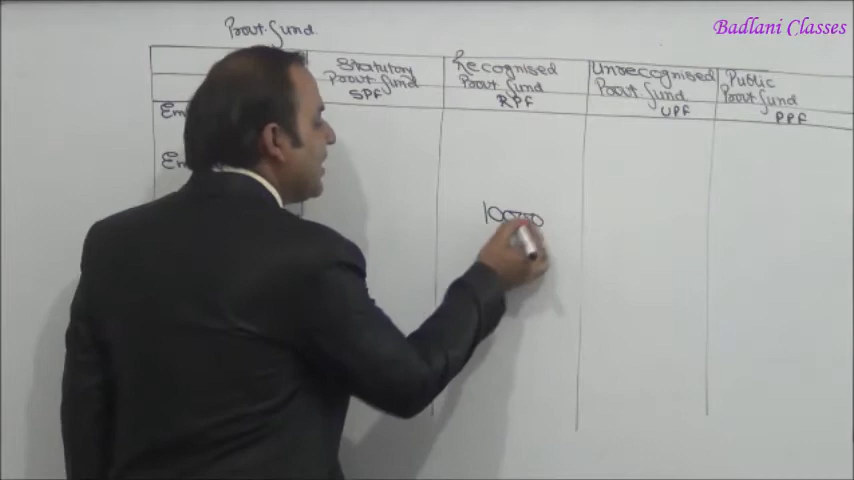 Badlani Classes
Provt. fund.
Statutory
Provt. fund
SPF
Recognised
Provt fund
RPF
Unrecognised
Provt fund
UPF
Public
Provt fund
PPF
Em
Em